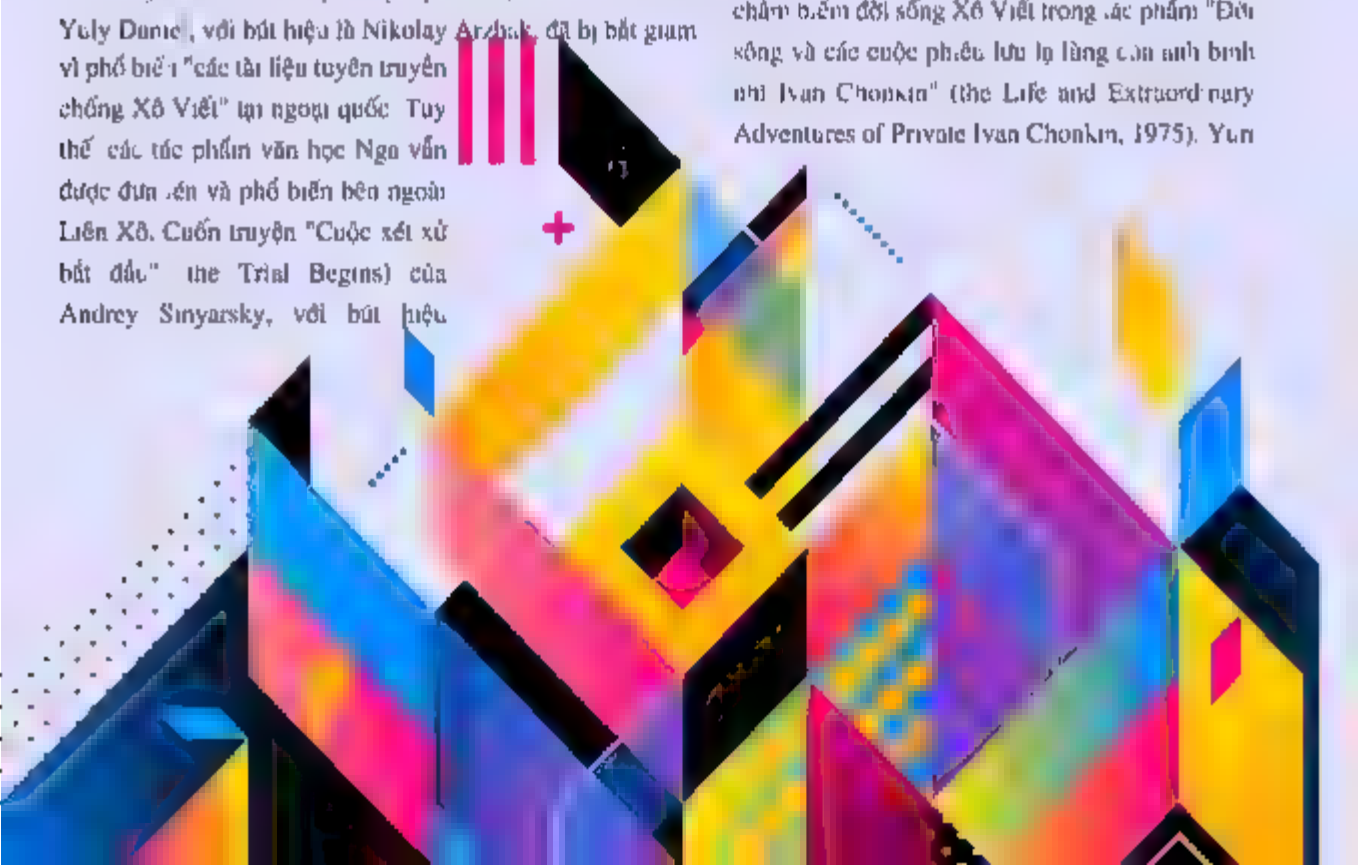 Yuly Daniel, với bút hiệu là Nikolay Arzhak, đã bị bắt giam
vì phổ biến "các tài liệu tuyên truyền
chống Xô Viết" tại ngoại quốc Tuy
thế các tác phẩm văn học Nga vẫn
được đưa lén và phổ biến bên ngoài
Liên Xô. Cuốn truyện "Cuộc xét xử
bắt đầu" the Trial Begins) của
Andrey Sinyarsky, với bút hiệu
châm biếm đời sống Xô Viết trong tác phẩm "Đời
sống và các cuộc phiêu lưu lạ lùng của anh binh
nhì Ivan Chonkin" (the Life and Extraordinary
Adventures of Private Ivan Chonkin, 1975). Yuri